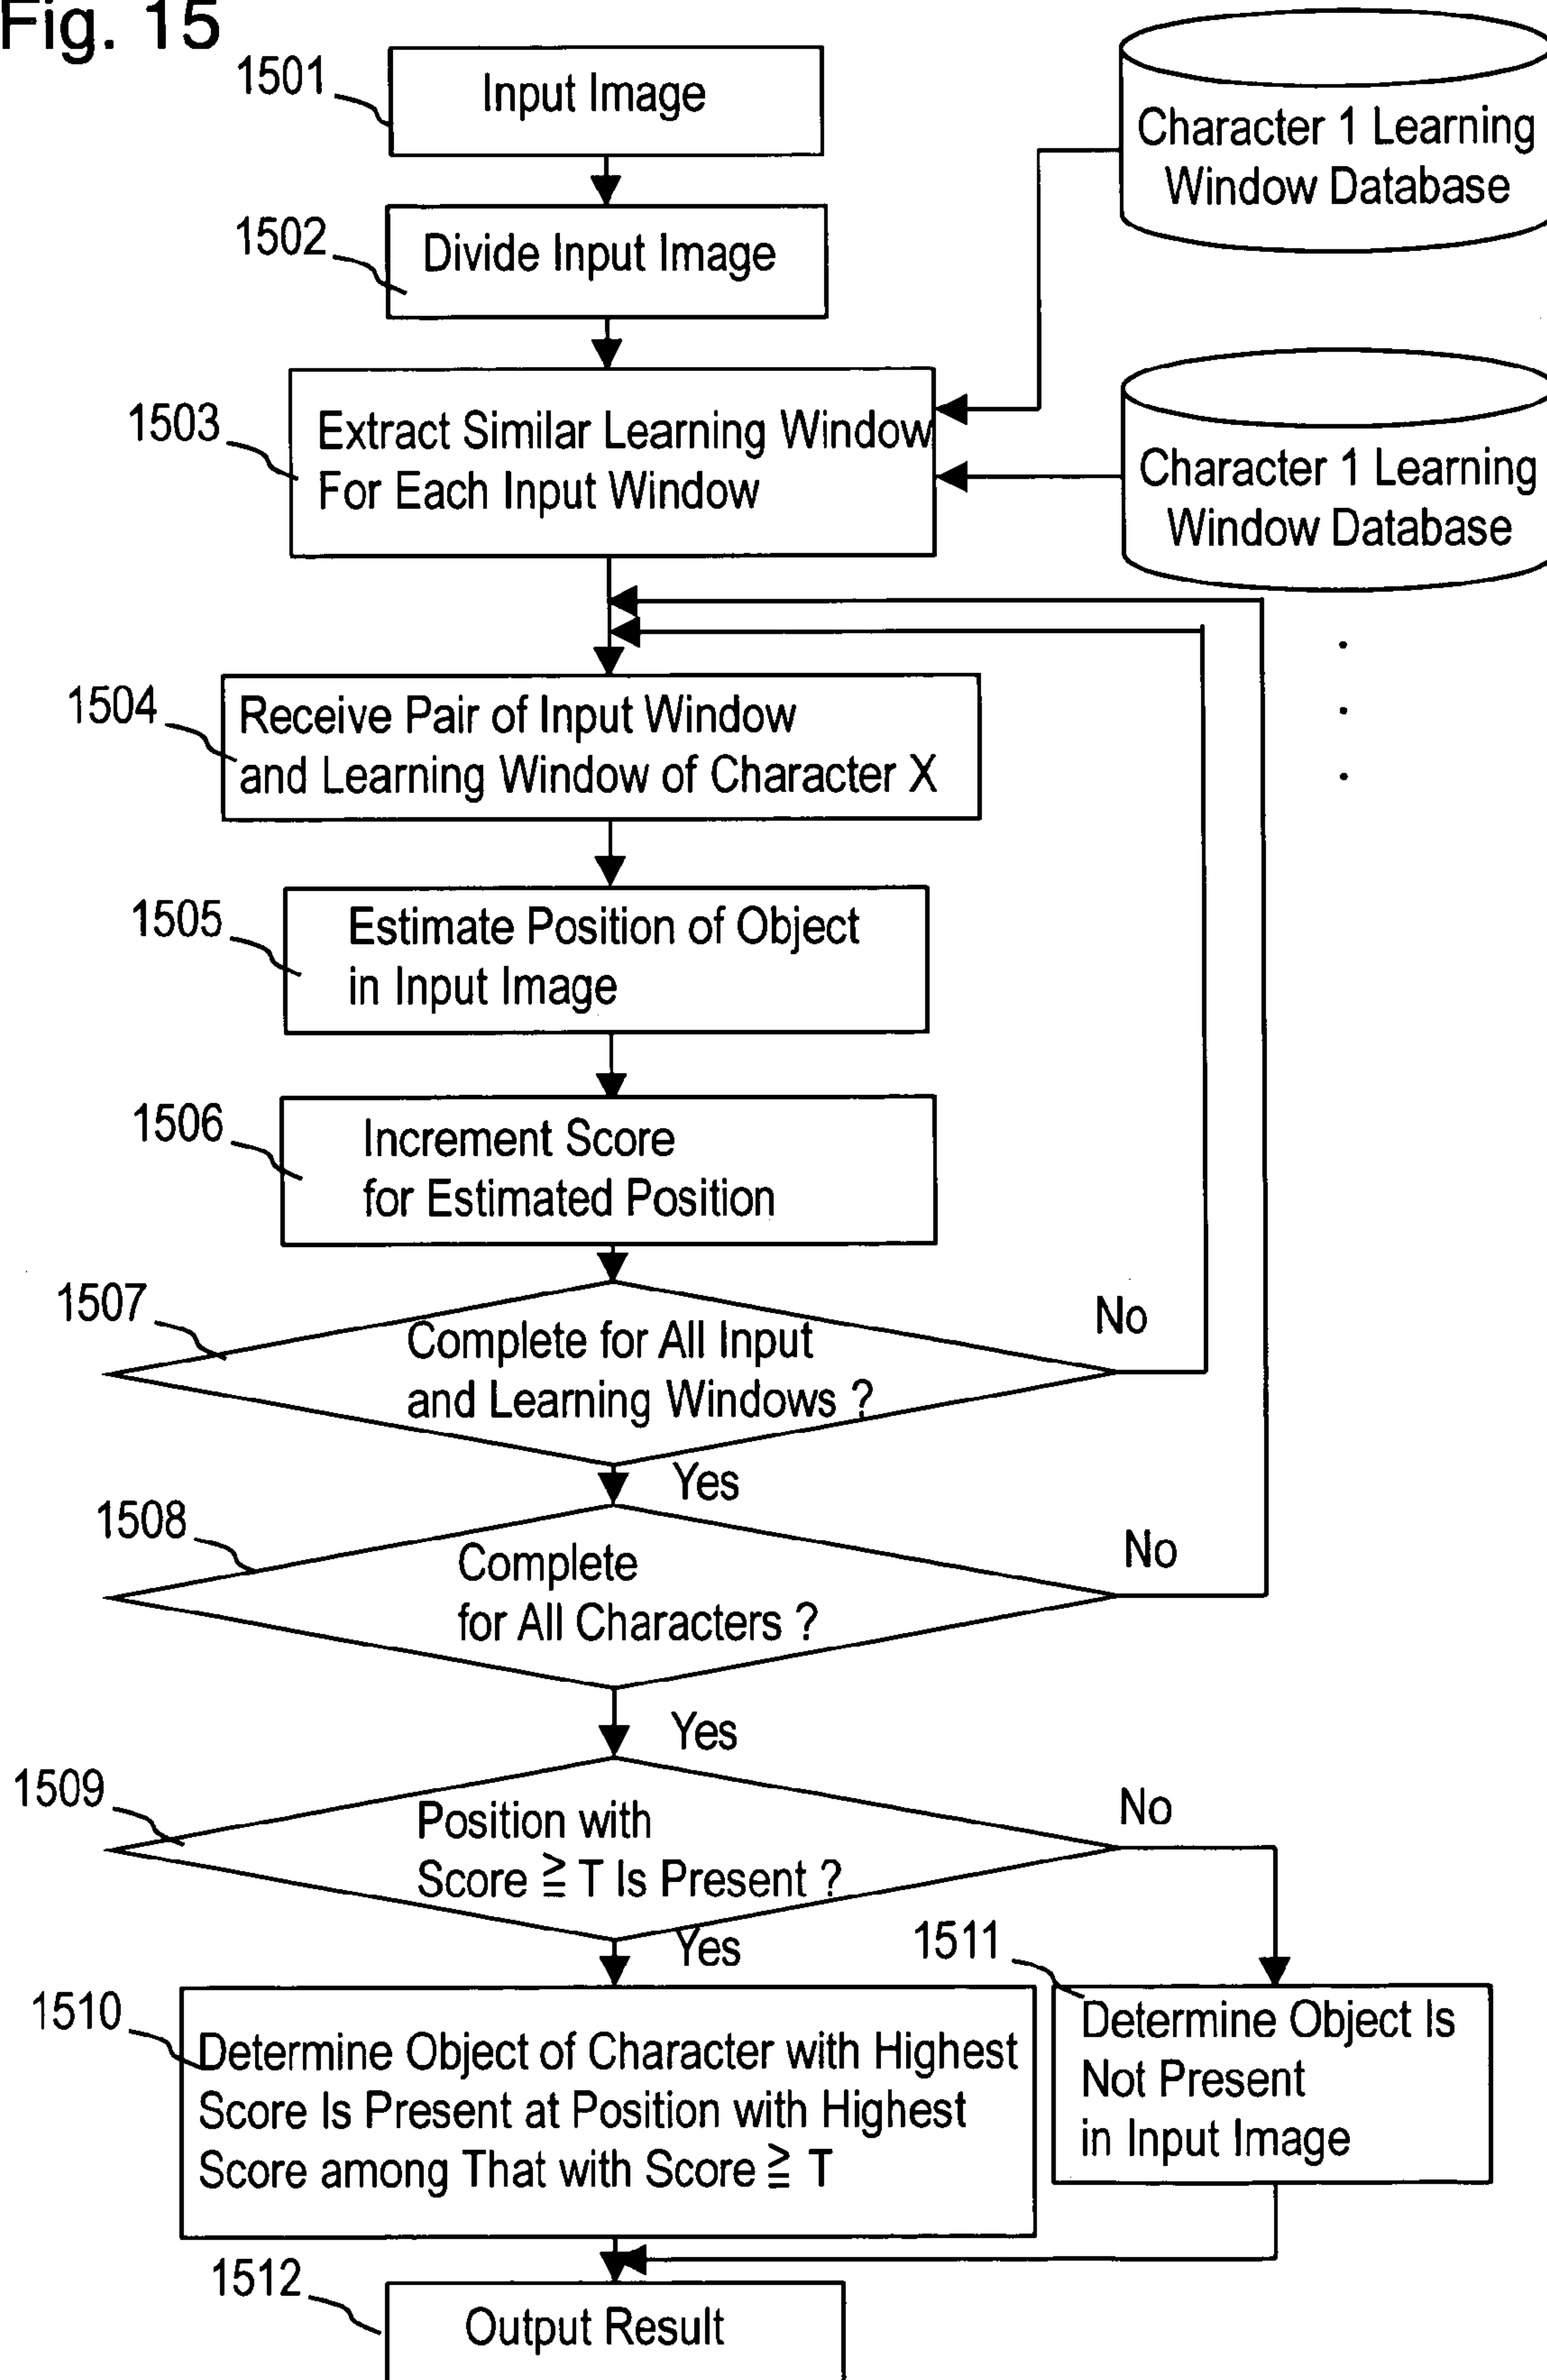 Fig. 15
1501
Input Image
Character 1 Learning
Window Database
1502
Divide Input Image
1503
Extract Similar Learning Window
For Each Input Window
Character 1 Learning
Window Database
1504
Receive Pair of Input Window
and Learning Window of Character X
1505
Estimate Position of Object
in Input Image
1506
Increment Score
for Estimated Position
1507
Complete for All Input
and Learning Windows ?
No
Yes
1508
Complete
for All Characters ?
No
Yes
1509
Position with
Score ≧ T Is Present ?
No
Yes
1510
Determine Object of Character with Highest
Score Is Present at Position with Highest
Score among That with Score ≧ T
1511
Determine Object Is
Not Present
in Input Image
1512
Output Result